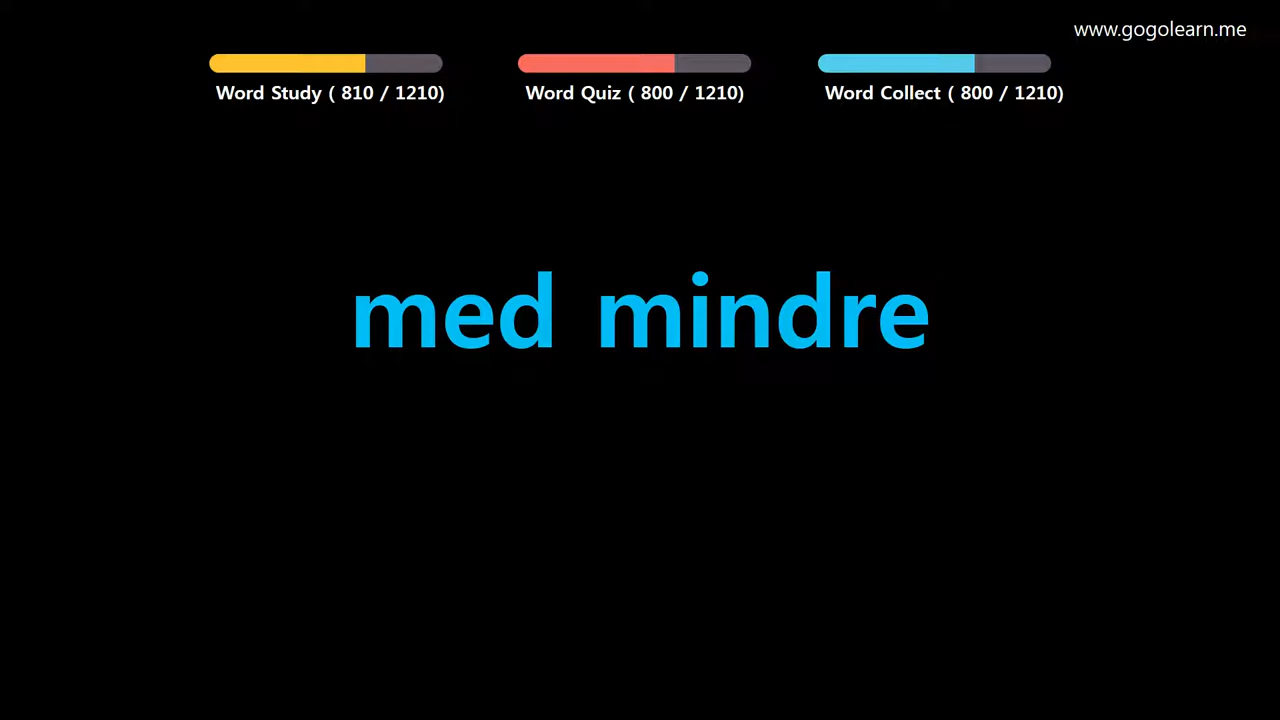 www.gogolearn.me
Word Study ( 810 / 1210)
Word Quiz ( 800 / 1210)
Word Collect ( 800 / 1210)
med mindre